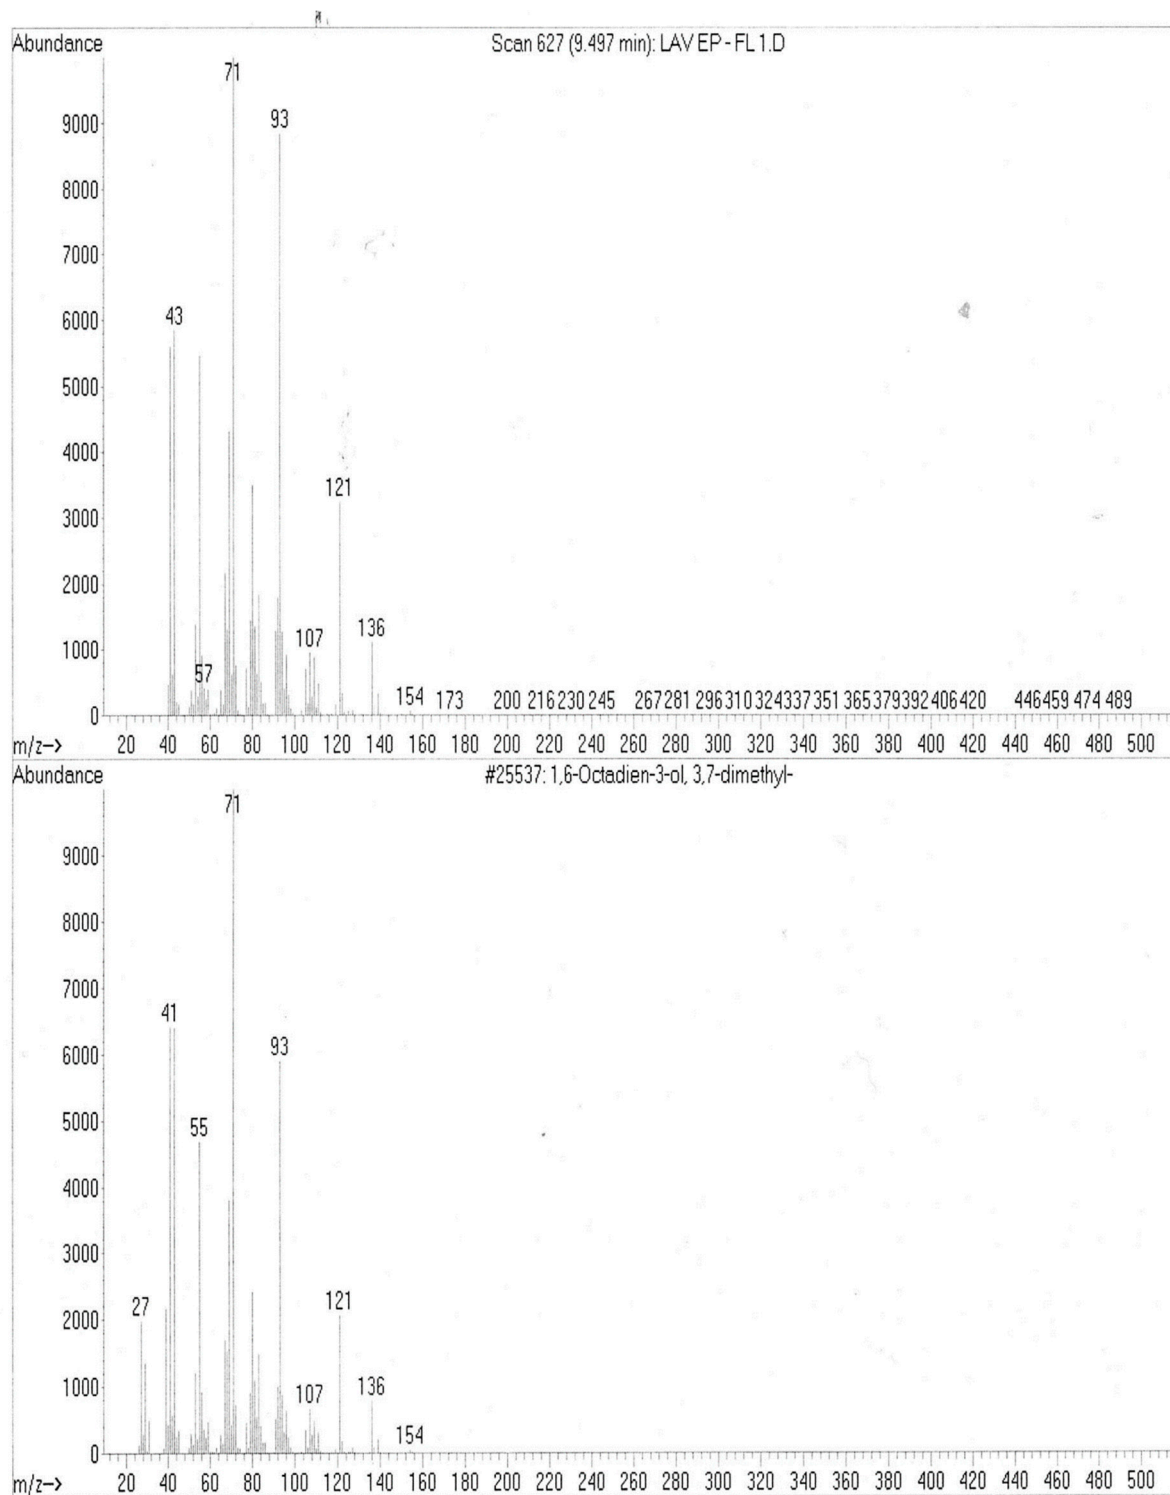 Abundance Scan 627 (9.497 min): LAV EP - FL 1.D
71
9000 93
8000
7000
6000 43
5000
4000
3000 121
2000
1000 107 136
57
154 173 200 216 230 245 267 281 296 310 324 337 351 365 379 392 406 420 446 459 474 489
0
m/z--> 20 40 60 80 100 120 140 160 180 200 220 240 260 280 300 320 340 360 380 400 420 440 460 480 500
Abundance #25537: 1,6-Octadien-3-ol, 3,7-dimethyl-
71
9000
8000
7000
41
6000 93
5000 55
4000
3000
2000 27 121
1000 107 136
154
0
m/z--> 20 40 60 80 100 120 140 160 180 200 220 240 260 280 300 320 340 360 380 400 420 440 460 480 500